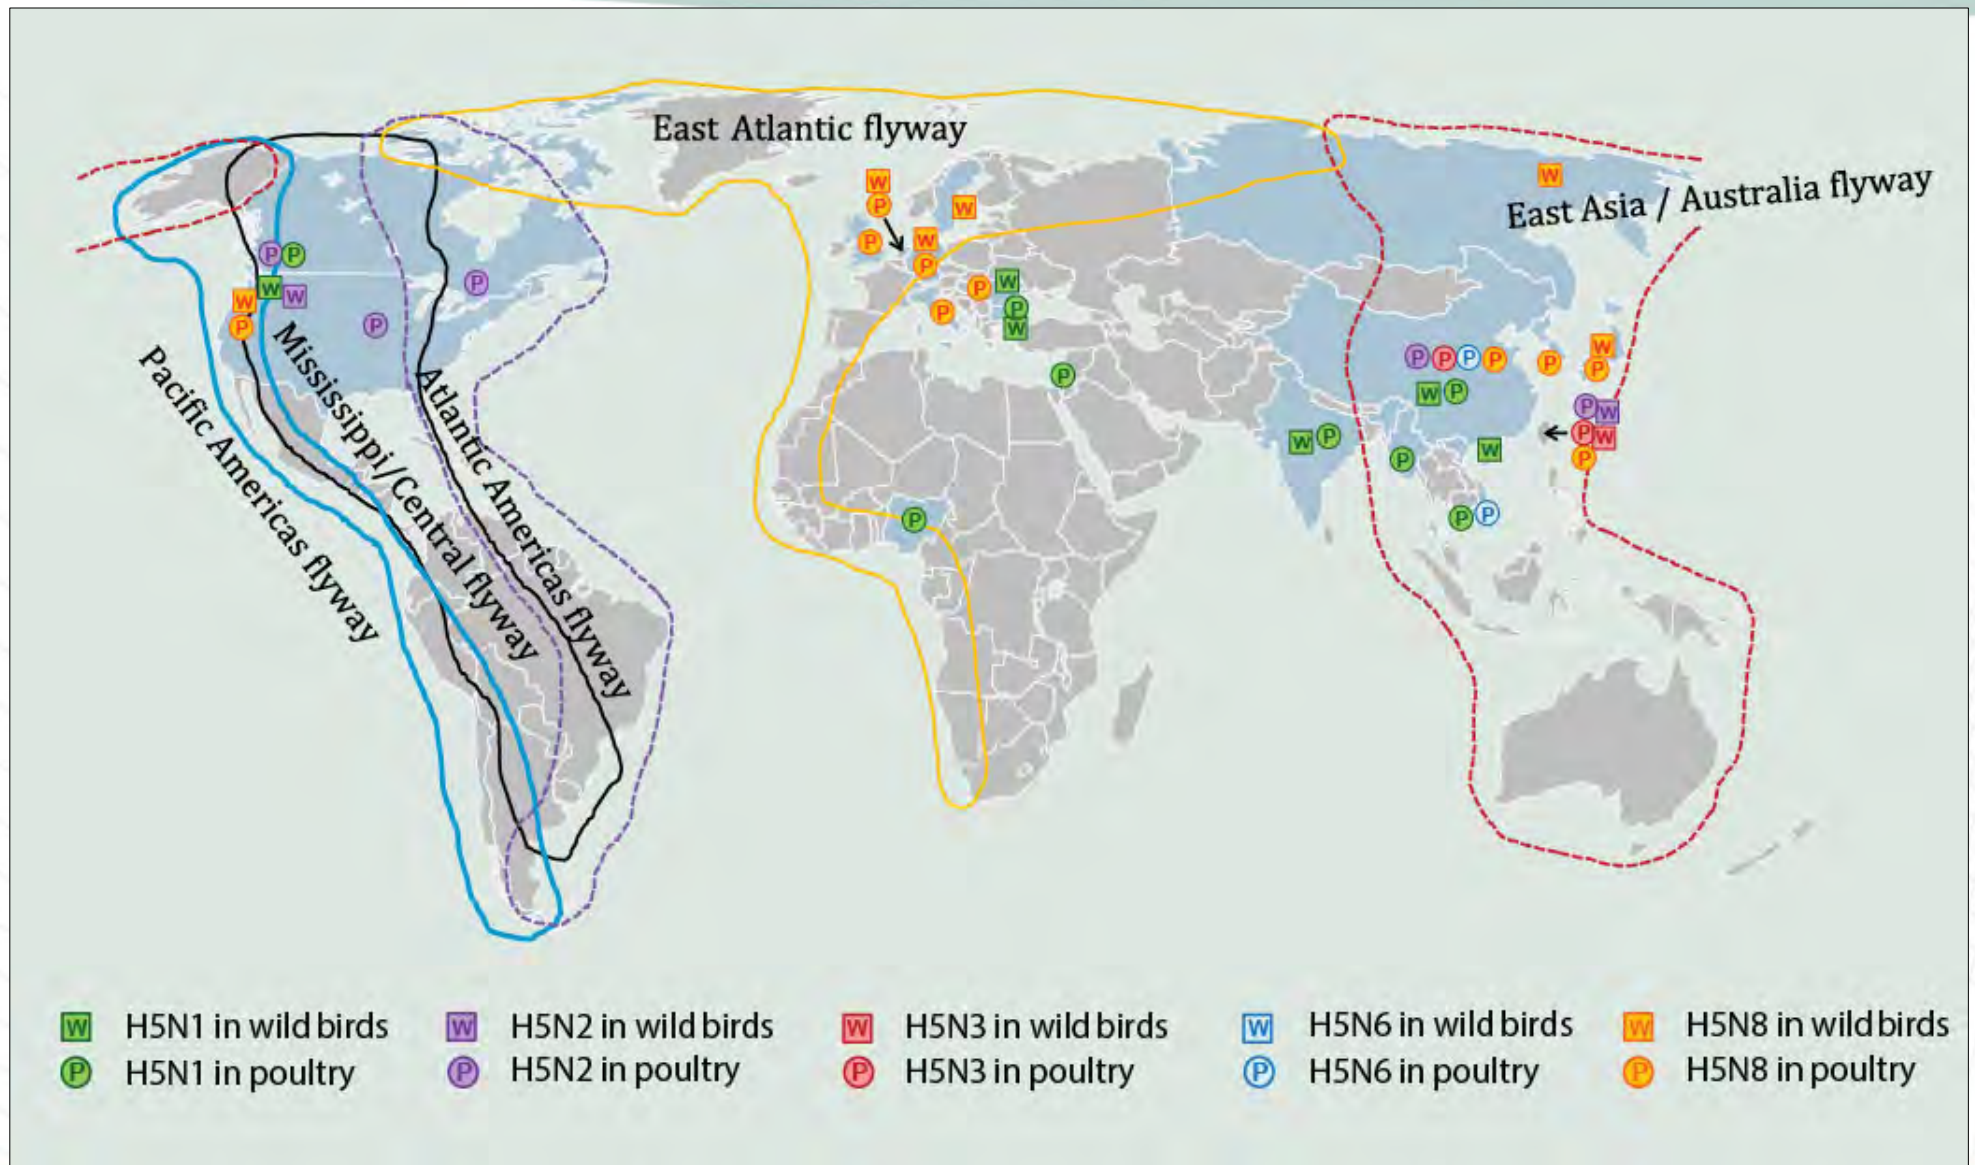 East Atlantic flyway
East Asia / Australia flyway
W
W
P
W
P
W
P
P
P
W
P
W
W
W
P
P
W
P
P
W
P
P
P
W
P
P
P
P
P
P
W
P
P
W
P
W
P
W
P
W
P
W
P
P
P
P
P
Pacific Americas flyway
Mississippi/Central flyway
Atlantic Americas flyway
W H5N1 in wild birds
P H5N1 in poultry
W H5N2 in wild birds
P H5N2 in poultry
W H5N3 in wild birds
P H5N3 in poultry
W H5N6 in wild birds
P H5N6 in poultry
W H5N8 in wild birds
P H5N8 in poultry